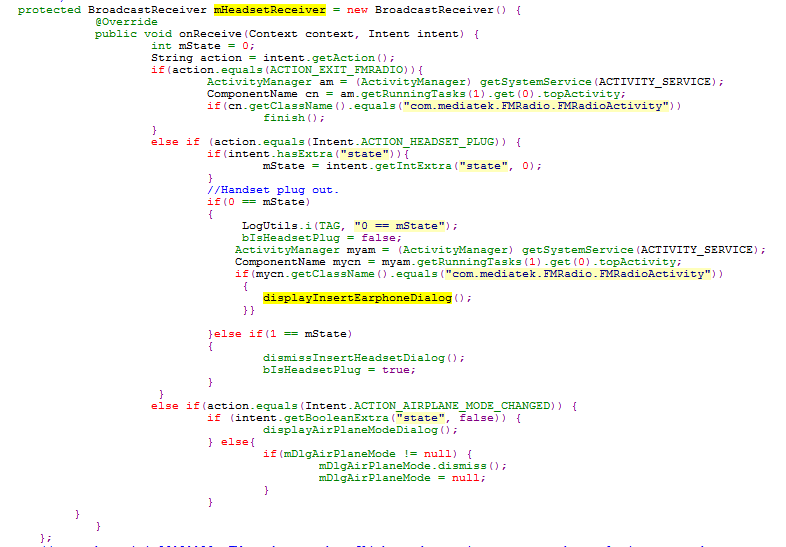 protected BroadcastReceiver mHeadsetReceiver = new BroadcastReceiver() {
@Override
public void onReceive(Context context, Intent intent) {
int mState = 0;
String action = intent.getAction();
if(action.equals(ACTION_EXIT_FMRADIO)){
ActivityManager am = (ActivityManager) getSystemService(ACTIVITY_SERVICE);
ComponentName cn = am.getRunningTasks(1).get(0).topActivity;
if(cn.getClassName().equals("com.mediatek.FMRadio.FMRadioActivity"))
finish();
}
else if (action.equals(Intent.ACTION_HEADSET_PLUG)) {
if(intent.hasExtra("state")){
mState = intent.getIntExtra("state", 0);
}
//Handset plug out.
if(0 == mState)
{
LogUtils.i(TAG, "0 == mState");
bIsHeadsetPlug = false;
ActivityManager myam = (ActivityManager) getSystemService(ACTIVITY_SERVICE);
ComponentName mycn = myam.getRunningTasks(1).get(0).topActivity;
if(mycn.getClassName().equals("com.mediatek.FMRadio.FMRadioActivity"))
{
displayInsertEarphoneDialog();
}}
}else if(1 == mState)
{
dismissInsertHeadsetDialog();
bIsHeadsetPlug = true;
}
}
else if(action.equals(Intent.ACTION_AIRPLANE_MODE_CHANGED)) {
if (intent.getBooleanExtra("state", false)) {
displayAirPlaneModeDialog();
} else{
if(mDlgAirPlaneMode != null) {
mDlgAirPlaneMode.dismiss();
mDlgAirPlaneMode = null;
}
}
}
}
};